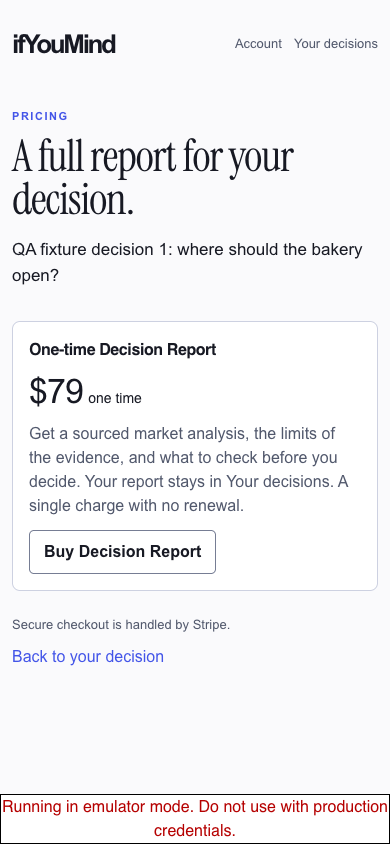 ifYouMind
Account Your decisions
PRICING
A full report for your
decision.
QA fixture decision 1: where should the bakery
open?
One-time Decision Report
$79 one time
Get a sourced market analysis, the limits of
the evidence, and what to check before you
decide. Your report stays in Your decisions. A
single charge with no renewal.
Buy Decision Report
Secure checkout is handled by Stripe.
Back to your decision
Running in emulator mode. Do not use with production
credentials.